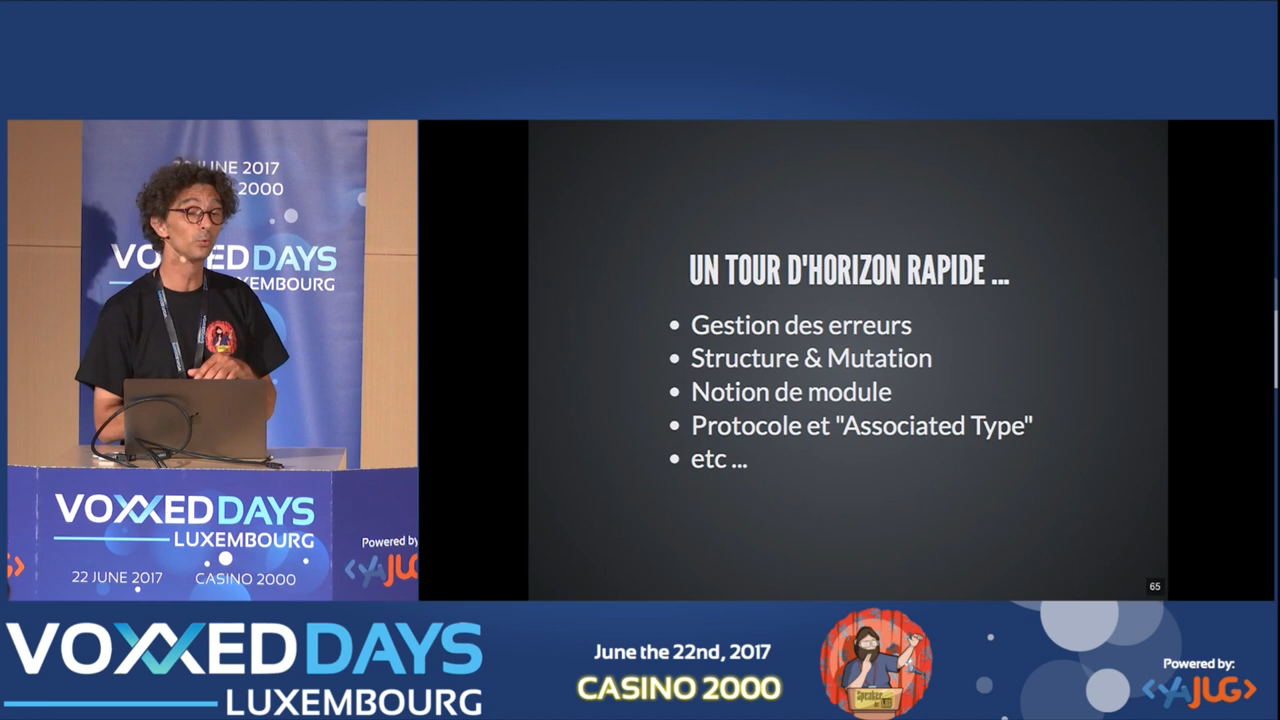 JUNE 2017
2000
VOXXED DAYS
LUXEMBOURG
UN TOUR D'HORIZON RAPIDE ...
• Gestion des erreurs
• Structure & Mutation
• Notion de module
• Protocole et "Associated Type"
• etc ...
65
VOXXED DAYS
LUXEMBOURG
22 JUNE 2017 CASINO 2000
Powered by
<YAJUG
VOXXED DAYS
LUXEMBOURG
June the 22nd, 2017
CASINO 2000
Speaker
Powered by:
<YAJUG>